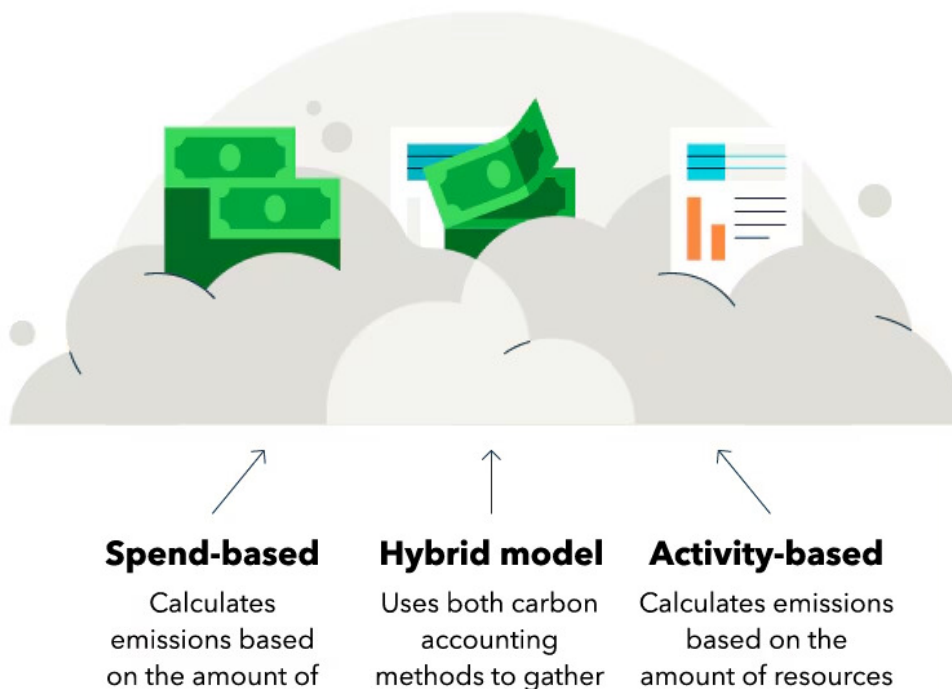 Spend-based
Calculates
emissions based
on the amount of
Hybrid model
Uses both carbon
accounting
methods to gather
Activity-based
Calculates emissions
based on the
amount of resources